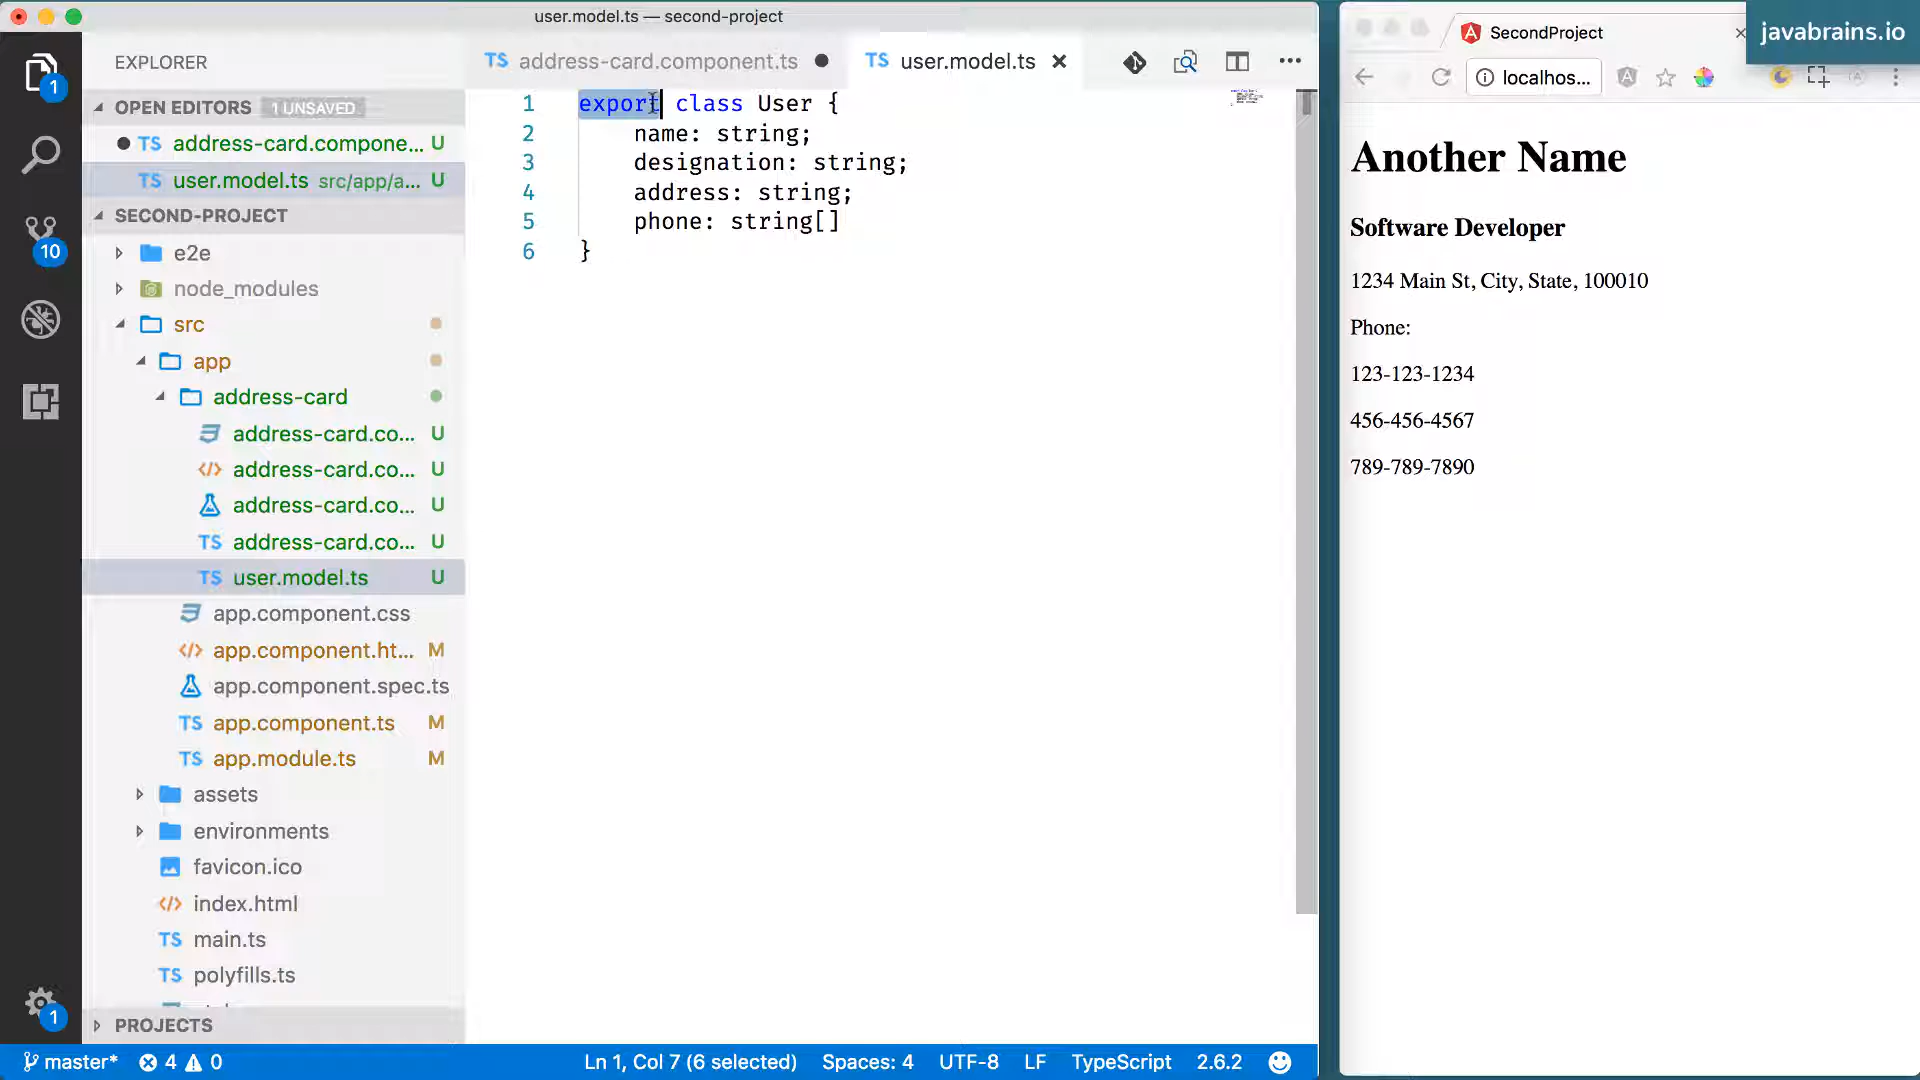 user.model.ts — second-project
EXPLORER
OPEN EDITORS 1 UNSAVED
TS address-card.compone... U
TS user.model.ts src/app/a... U
SECOND-PROJECT
e2e
node_modules
src
app
address-card
address-card.co... U
</> address-card.co... U
address-card.co... U
TS address-card.co... U
TS user.model.ts U
app.component.css
</> app.component.ht... M
app.component.spec.ts
TS app.component.ts M
TS app.module.ts M
assets
environments
favicon.ico
</> index.html
TS main.ts
TS polyfills.ts
PROJECTS
1
10
1
TS address-card.component.ts
TS user.model.ts
1 export class User {
2 name: string;
3 designation: string;
4 address: string;
5 phone: string[]
6 }
master* 4 0
Ln 1, Col 7 (6 selected) Spaces: 4 UTF-8 LF TypeScript 2.6.2
SecondProject
javabrains.io
localhos...
Another Name
Software Developer
1234 Main St, City, State, 100010
Phone:
123-123-1234
456-456-4567
789-789-7890